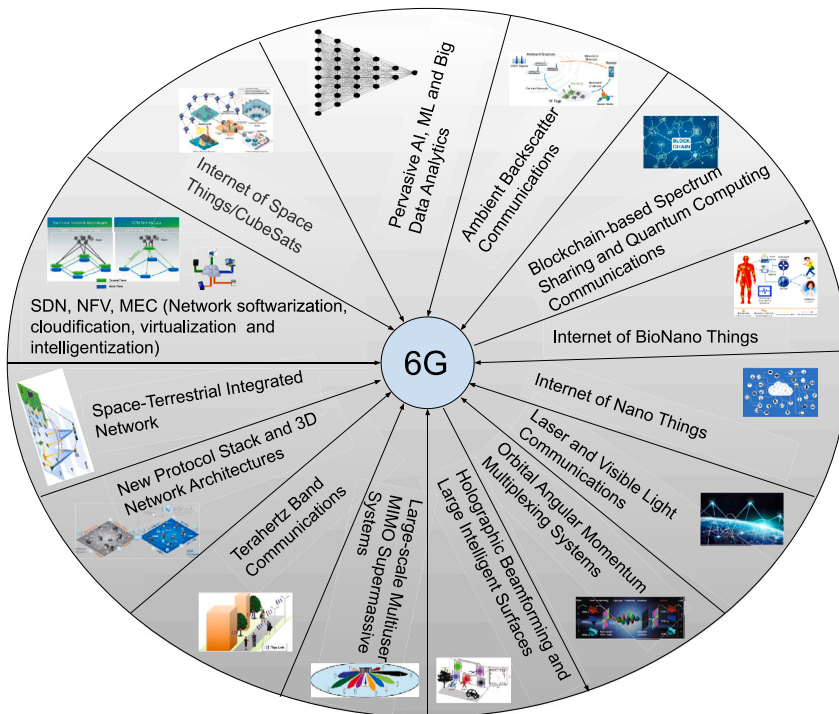 Pervasive AI, ML and Big
Data Analytics
Ambient Backscatter
Communications
BLOCK
CHAIN
Blockchain-based Spectrum
Sharing and Quantum Computing
Communications
Internet of BioNano Things
Internet of Nano Things
Laser and Visible Light
Communications
Orbital Angular Momentum
Multiplexing Systems
Holographic Beamforming and
Large Intelligent Surfaces
Large-scale Multiuser
MIMO Supermassive
Systems
Terahertz Band
Communications
New Protocol Stack and 3D
Network Architectures
Space-Terrestrial Integrated
Network
SDN, NFV, MEC (Network softwarization,
cloudification, virtualization and
intelligentization)
Internet of Space
Things/CubeSats
6G